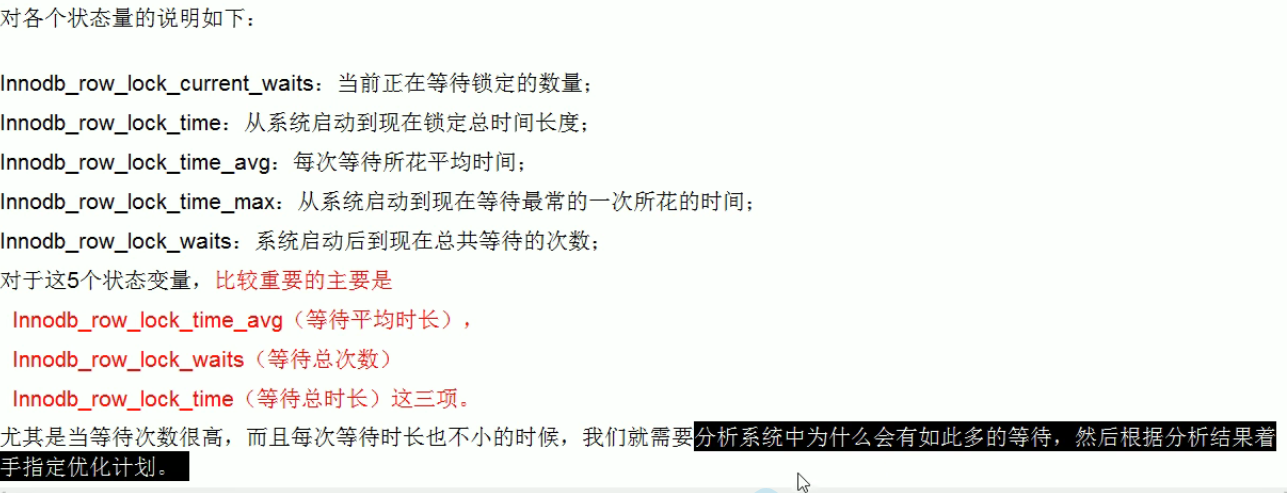 对各个状态量的说明如下：
Innodb_row_lock_current_waits：当前正在等待锁定的数量；
Innodb_row_lock_time：从系统启动到现在锁定总时间长度；
Innodb_row_lock_time_avg：每次等待所花平均时间；
Innodb_row_lock_time_max：从系统启动到现在等待最常的一次所花的时间；
Innodb_row_lock_waits：系统启动后到现在总共等待的次数；
对于这5个状态变量，比较重要的主要是
Innodb_row_lock_time_avg（等待平均时长），
Innodb_row_lock_waits（等待总次数）
Innodb_row_lock_time（等待总时长）这三项。
尤其是当等待次数很高，而且每次等待时长也不小的时候，我们就需要分析系统中为什么会有如此多的等待，然后根据分析结果着
手指定优化计划。